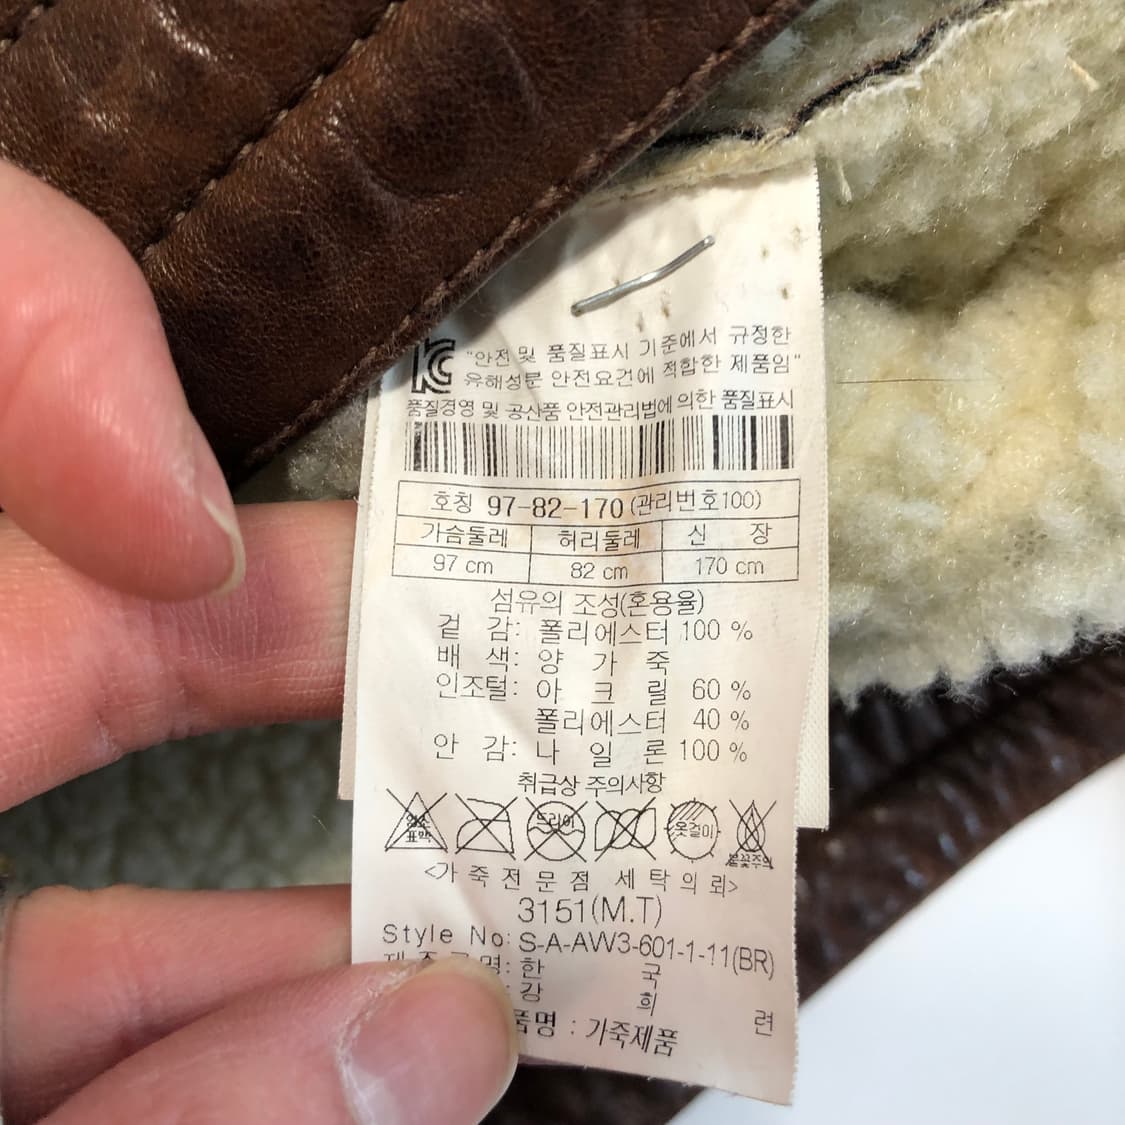 "안전 및 품질표시 기준에서 규정한
유해성분 안전요건에 적합한 제품임"
품질경영 및 공산품 안전관리법에 의한 품질표시
호칭 97-82-170 (관리번호100)
가슴둘레 허리둘레 신 장
97 cm 82 cm 170 cm
섬유의 조성(혼용율)
겉 감: 폴리에스터 100 %
배 색: 양 가 죽
인조털: 아 크 릴 60 %
폴리에스터 40 %
안 감: 나 일 론 100 %
취급상 주의사항
염소 표백 드라이 옷걸이 불꽃주의
<가 죽 전 문 점 세 탁 의 뢰>
3151(M.T)
Style No: S-A-AW3-601-1-11(BR)
한 국
강 희 련
품명 : 가죽제품